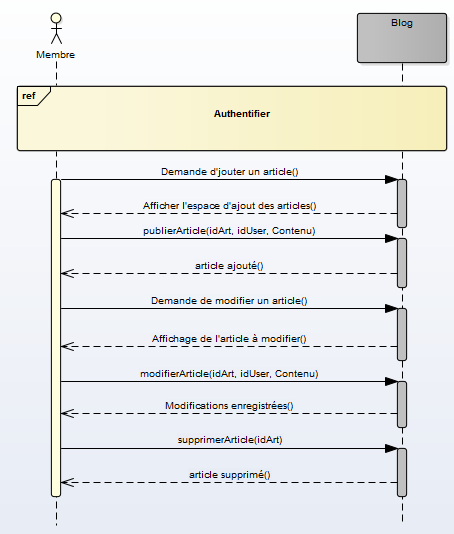 Blog
Membre
ref
Authentifier
Demande d'jouter un article()
Afficher l'espace d'ajout des articles()
publierArticle(idArt, idUser, Contenu)
article ajouté()
Demande de modifier un article()
Affichage de l'article à modifier()
modifierArticle(idArt, idUser, Contenu)
Modifications enregistrées()
supprimerArticle(idArt)
article supprimé()